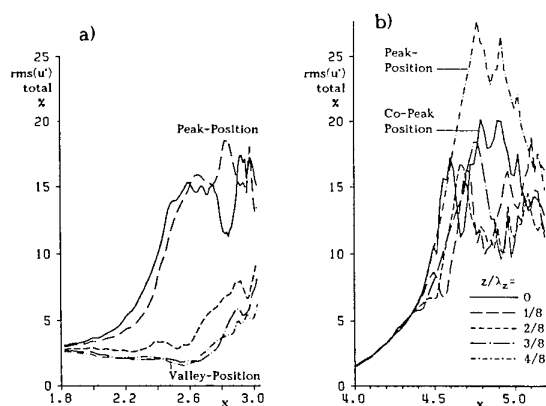 a)
25
rms(u')
total
%
20
Peak-Position
15
10
5
Valley-Position
0
1.8
2.2
2.6
x
3.0
b)
25
rms(u')
total
%
Peak-
Position
20
Co-Peak
Position
15
10
5
0
z/λz=
0
1/8
2/8
3/8
4/8
4.0
4.5
x
5.0